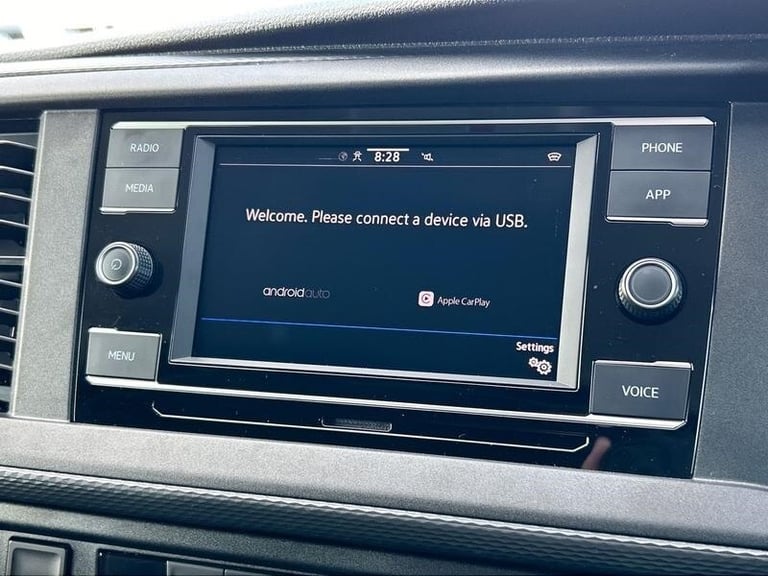 RADIO
MEDIA
MENU
8:28
Welcome. Please connect a device via USB.
androidauto
Apple CarPlay
Settings
PHONE
APP
VOICE